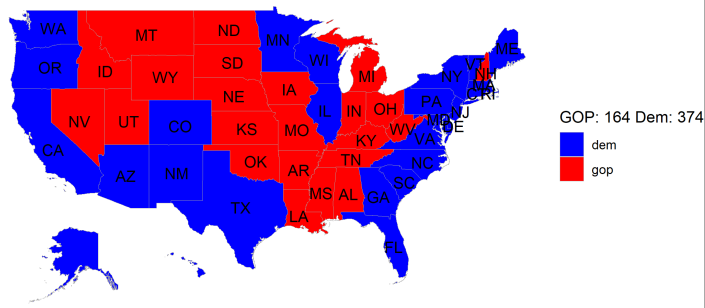 WA
MT
ND
MN
ME
OR
ID
SD
WI
VT
NH
NY
MA
WY
MI
CT
RI
IA
NE
PA
NJ
OH
IN
IL
MD
DE
NV
UT
CO
KS
MO
WV
VA
KY
CA
NC
TN
OK
AZ
NM
AR
SC
MS
AL
GA
TX
LA
FL
GOP: 164 Dem: 374
dem
gop